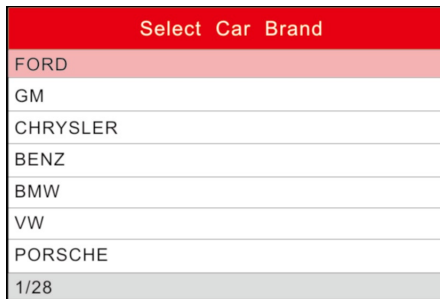 Select Car Brand
FORD
GM
CHRYSLER
BENZ
BMW
VW
PORSCHE
1/28